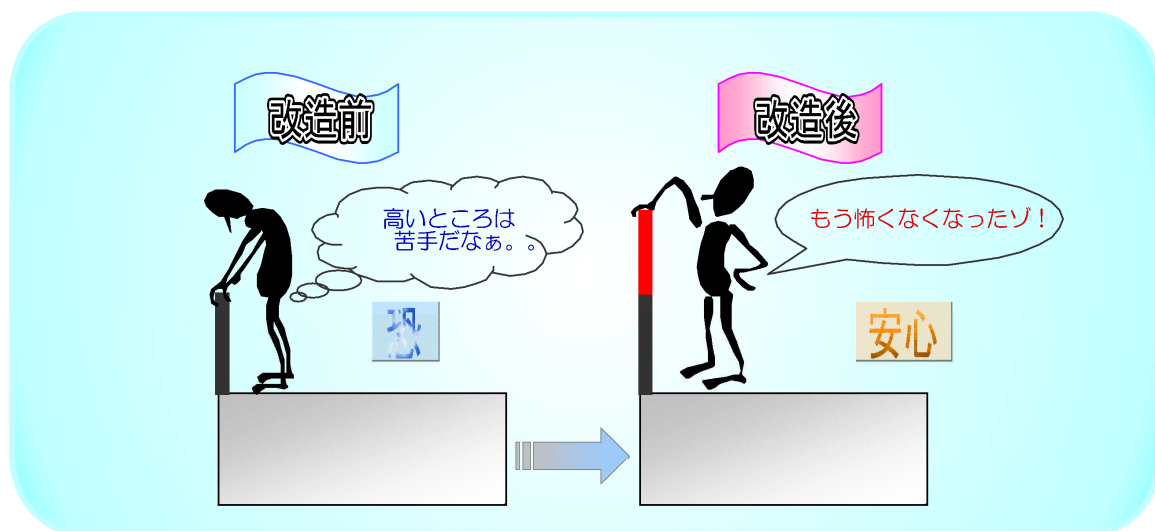 改造前
改造後
高いところは
苦手だなぁ。。
もう怖くなくなったゾ！
恐
安心